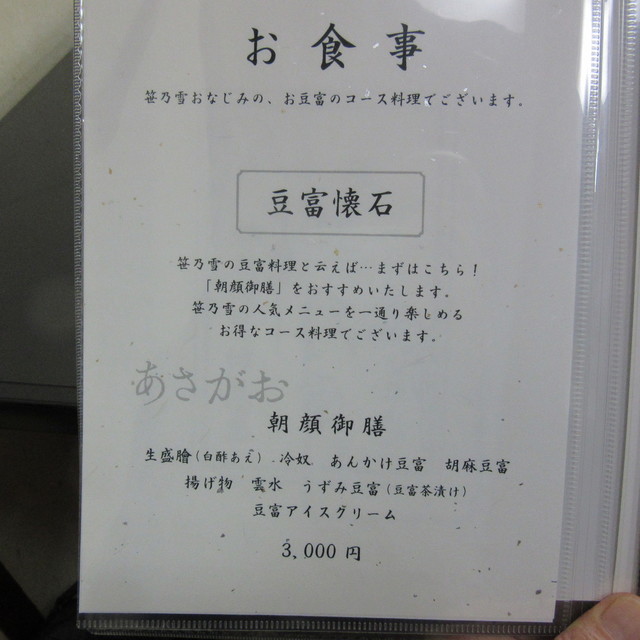 お食事
笹乃雪おなじみの、お豆富のコース料理でございます。
豆富懐石
笹乃雪の豆富料理と云えば…まずはこちら！
「朝顔御膳」をおすすめいたします。
笹乃雪の人気メニューを一通り楽しめる
お得なコース料理でございます。
あさがお
朝顔御膳
生盛膾（白酢あえ） 冷奴 あんかけ豆富 胡麻豆富
揚げ物 雲水 うずみ豆富（豆富茶漬け）
豆富アイスクリーム
3,000 円